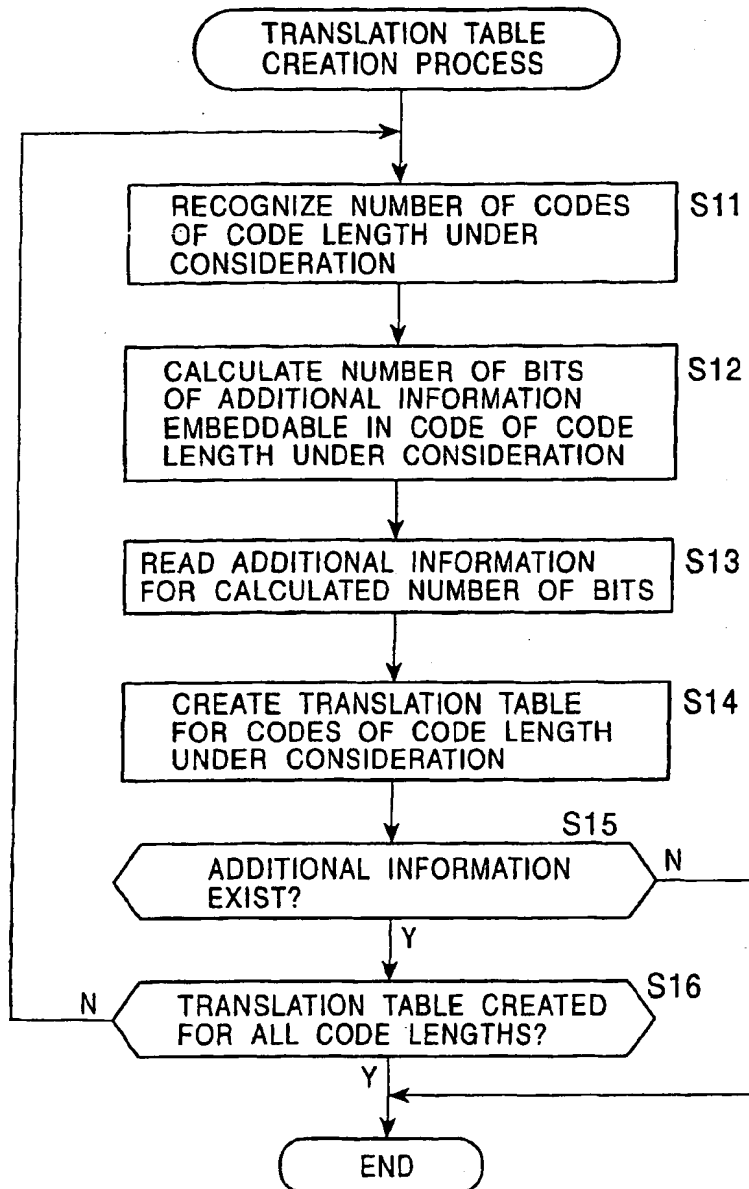 TRANSLATION TABLE
CREATION PROCESS
RECOGNIZE NUMBER OF CODES
OF CODE LENGTH UNDER
CONSIDERATION
S11
CALCULATE NUMBER OF BITS
OF ADDITIONAL INFORMATION
EMBEDDABLE IN CODE OF CODE
LENGTH UNDER CONSIDERATION
S12
READ ADDITIONAL INFORMATION
FOR CALCULATED NUMBER OF BITS
S13
CREATE TRANSLATION TABLE
FOR CODES OF CODE LENGTH
UNDER CONSIDERATION
S14
S15
ADDITIONAL INFORMATION
EXIST?
N
Y
S16
N
TRANSLATION TABLE CREATED
FOR ALL CODE LENGTHS?
Y
END